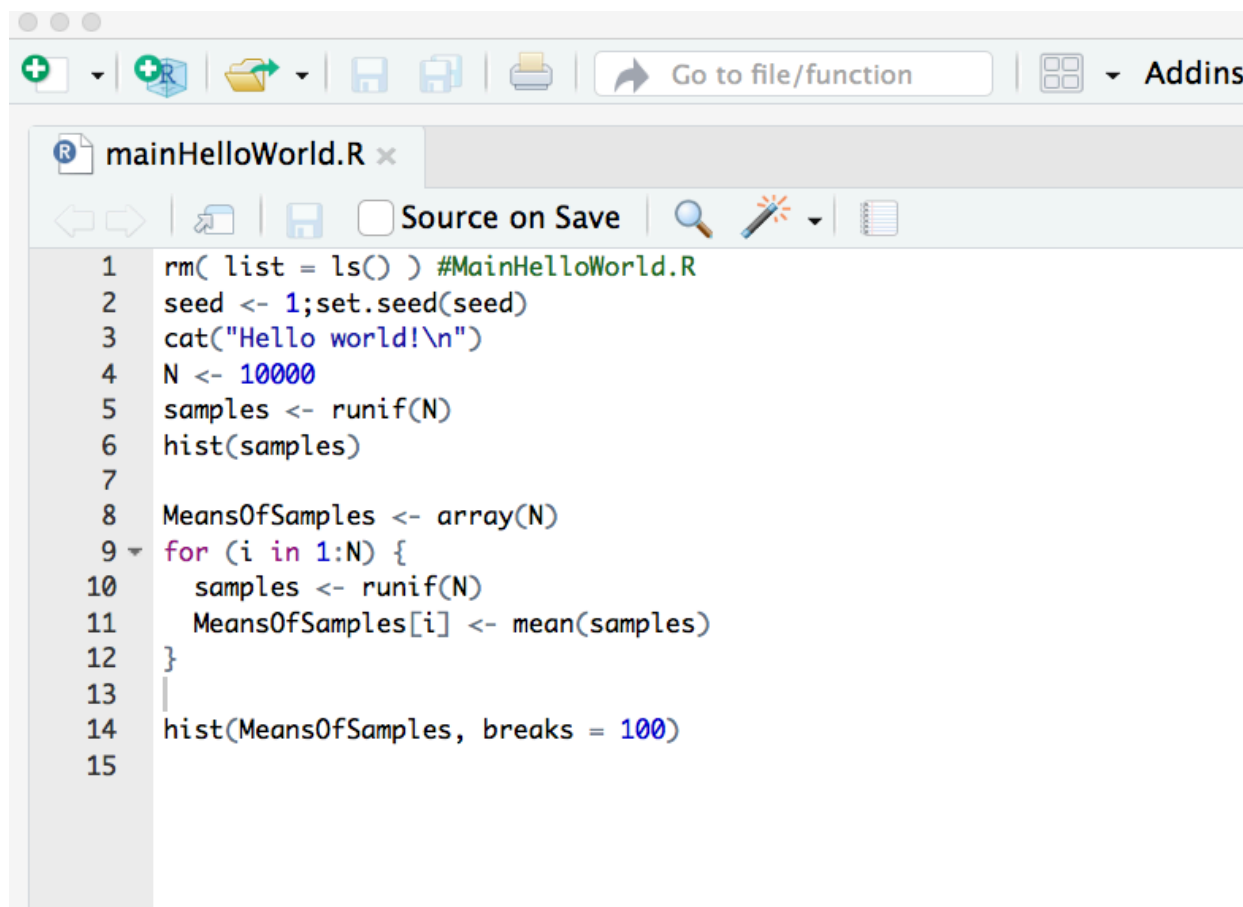 Go to file/function
Addins
mainHelloWorld.R
Source on Save
1 rm( list = ls() ) #MainHelloWorld.R
2 seed <- 1;set.seed(seed)
3 cat("Hello world!\n")
4 N <- 10000
5 samples <- runif(N)
6 hist(samples)
7
8 MeansOfSamples <- array(N)
9 for (i in 1:N) {
10   samples <- runif(N)
11   MeansOfSamples[i] <- mean(samples)
12 }
13
14 hist(MeansOfSamples, breaks = 100)
15